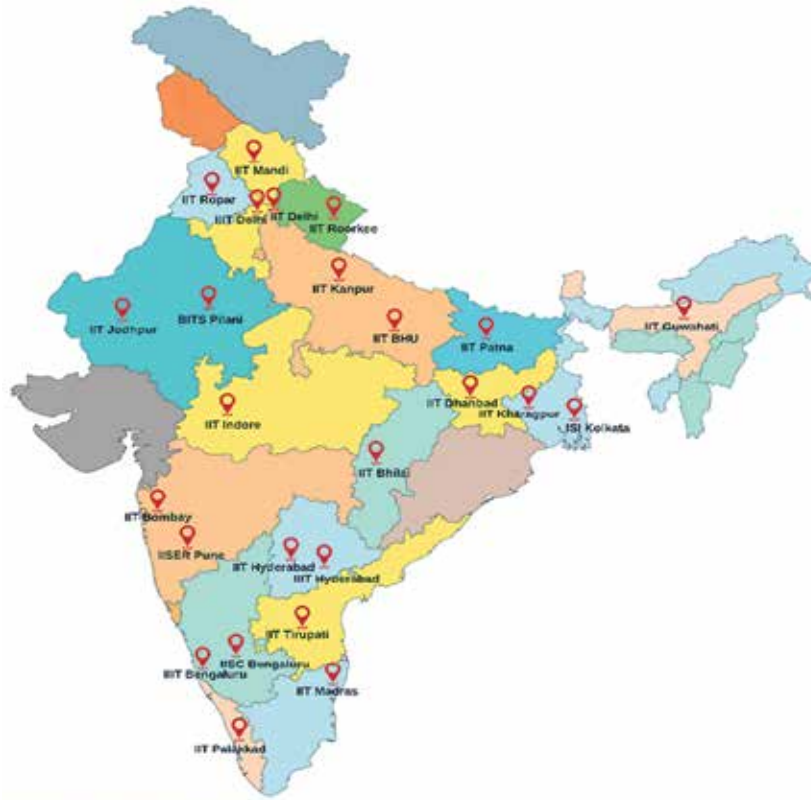 IIT Mandi
IIT Ropar
IIIT Delhi
IIT Delhi
IIT Roorkee
IIT Kanpur
IIT Jodhpur
BITS Pilani
IIT BHU
IIT Patna
IIT Guwahati
IIT Indore
IIT Dhanbad
IIT Kharagpur
ISI Kolkata
IIT Bhilai
IIT Bombay
IISER Pune
IIT Hyderabad
IIIT Hyderabad
IIT Tirupati
IIIT Bengaluru
IISC Bengaluru
IIT Madras
IIT Palakkad